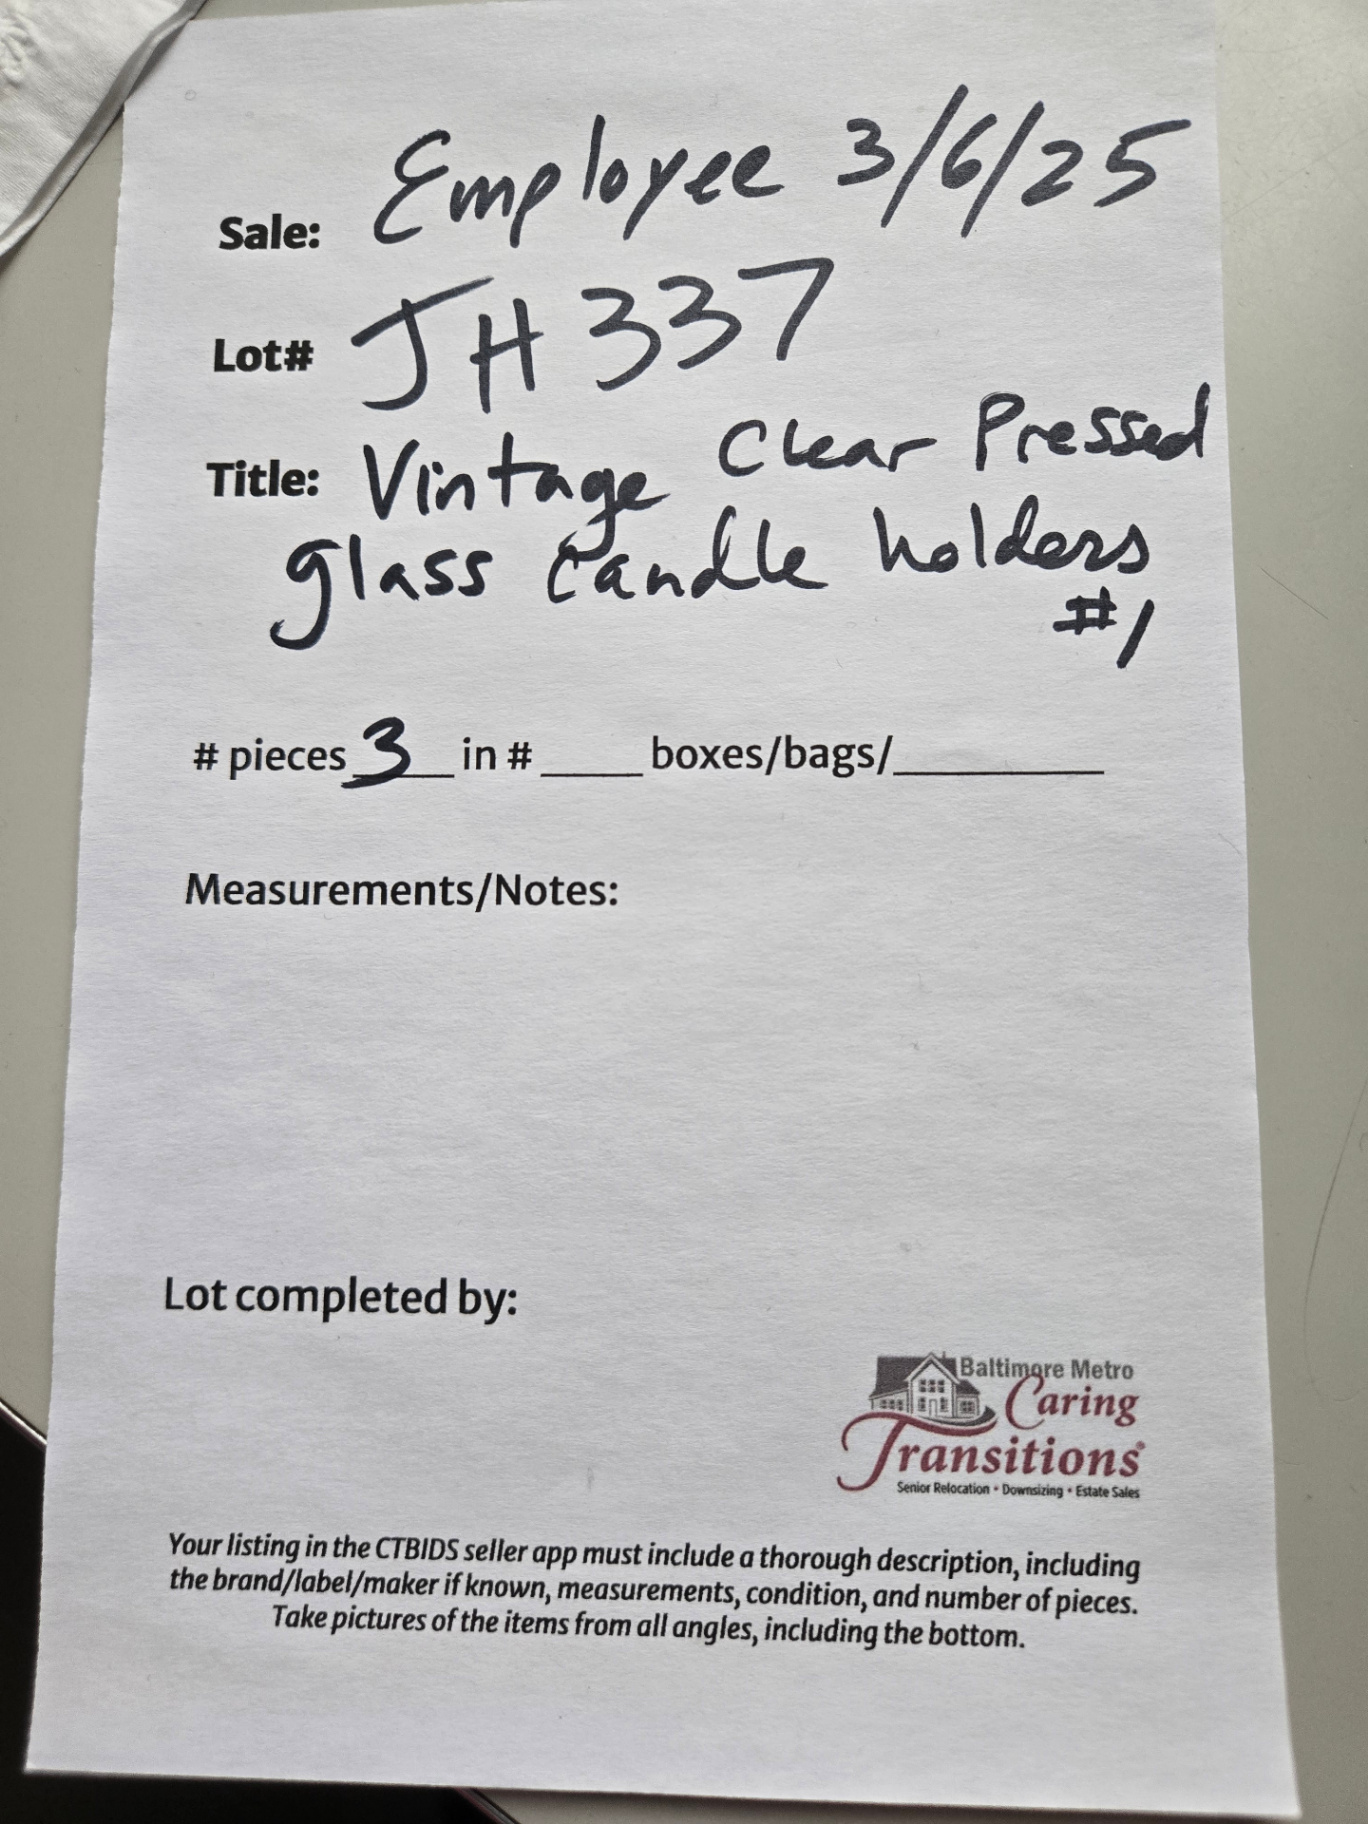 Sale: Employee 3/6/25
Lot# JH337
Title: Vintage Clear Pressed
glass candle holders
#1
# pieces 3 in # ____ boxes/bags/________
Measurements/Notes:
Lot completed by:
Baltimore Metro
Caring
Transitions®
Senior Relocation • Downsizing • Estate Sales
Your listing in the CTBIDS seller app must include a thorough description, including
the brand/label/maker if known, measurements, condition, and number of pieces.
Take pictures of the items from all angles, including the bottom.